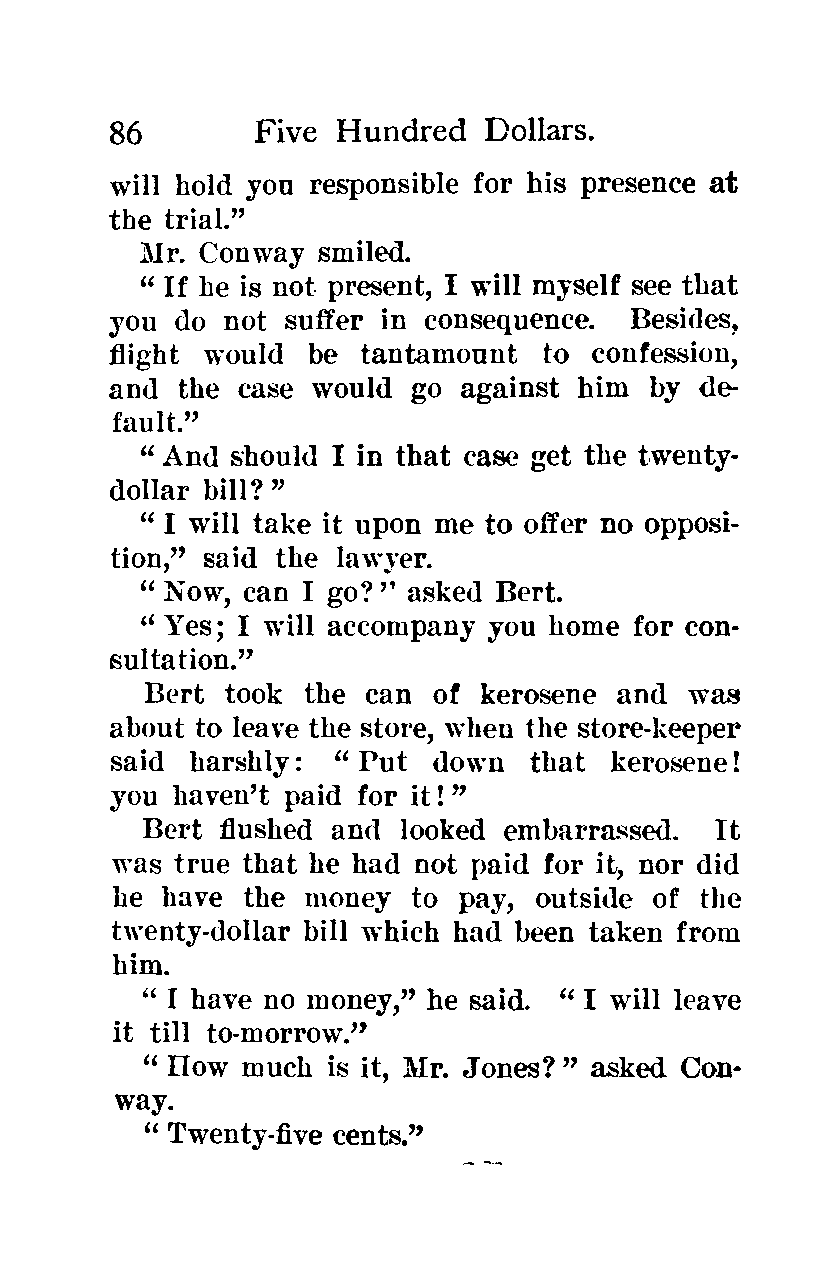 86 Five Hundred Dollars.
will hold you responsible for his presence at
the trial.”
Mr. Conway smiled.
“ If he is not present, I will myself see that
you do not suffer in consequence. Besides,
flight would be tantamount to confession,
and the case would go against him by de-
fault.”
“ And should I in that case get the twenty-
dollar bill? ”
“ I will take it upon me to offer no opposi-
tion,” said the lawyer.
“ Now, can I go? ” asked Bert.
“ Yes; I will accompany you home for con-
sultation.”
Bert took the can of kerosene and was
about to leave the store, when the store-keeper
said harshly: “ Put down that kerosene!
you haven’t paid for it! ”
Bert flushed and looked embarrassed. It
was true that he had not paid for it, nor did
he have the money to pay, outside of the
twenty-dollar bill which had been taken from
him.
“ I have no money,” he said. “ I will leave
it till to-morrow.”
“ How much is it, Mr. Jones? ” asked Con-
way.
“ Twenty-five cents.”